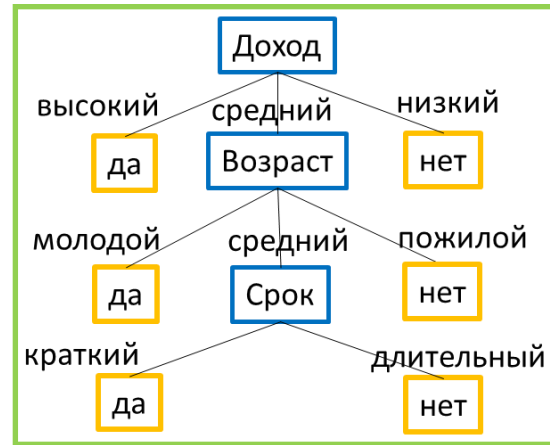 Доход
высокий средний низкий
да Возраст нет
молодой средний пожилой
да Срок нет
краткий длительный
да нет